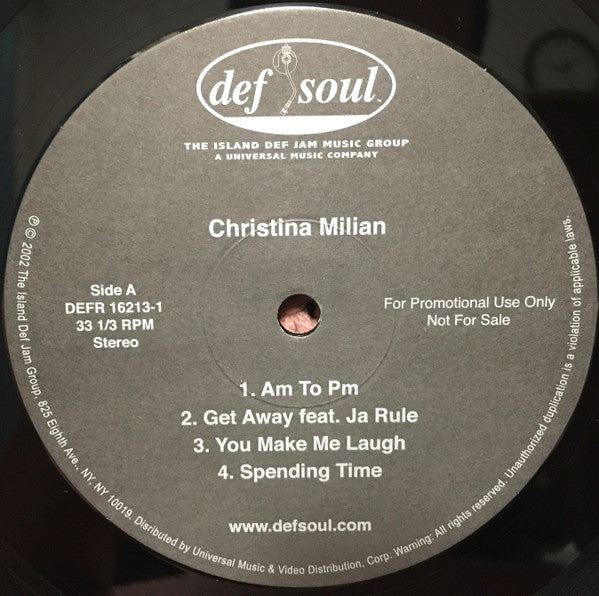 def soul
THE ISLAND DEF JAM MUSIC GROUP
A UNIVERSAL MUSIC COMPANY
Christina Milian
Side A
DEFR 16213-1
33 1/3 RPM
Stereo
For Promotional Use Only
Not For Sale
1. Am To Pm
2. Get Away feat. Ja Rule
3. You Make Me Laugh
4. Spending Time
www.defsoul.com
℗ © 2002 The Island Def Jam Group, 825 Eighth Ave., NY, NY 10019. Disributed by Universal Music & Video Distribution, Corp. Warning: All rights reserved. Unauthorized duplication is a violation of applicable laws.